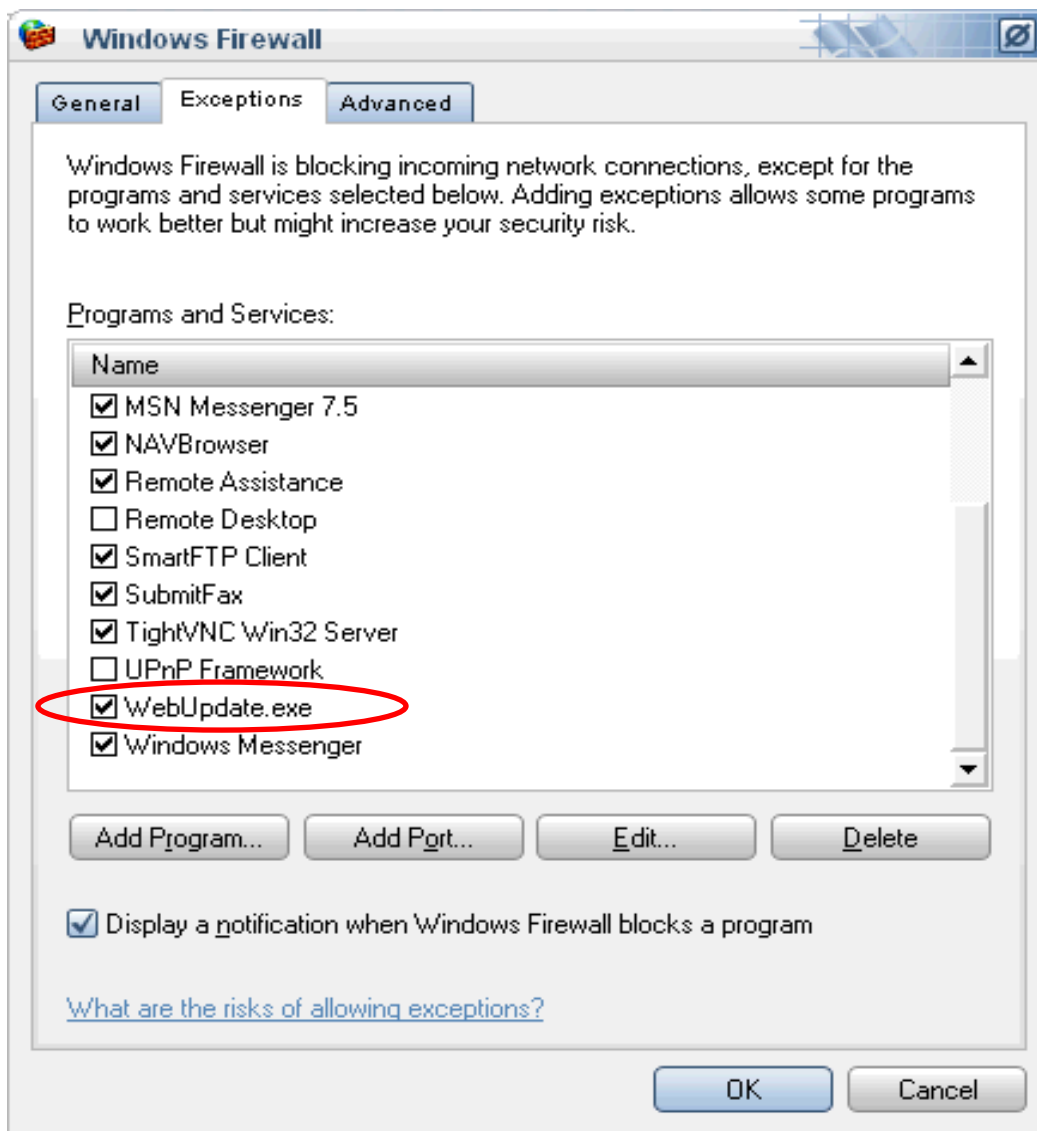 Windows Firewall
General Exceptions Advanced
Windows Firewall is blocking incoming network connections, except for the
programs and services selected below. Adding exceptions allows some programs
to work better but might increase your security risk.
Programs and Services:
Name
MSN Messenger 7.5
NAVBrowser
Remote Assistance
Remote Desktop
SmartFTP Client
SubmitFax
TightVNC Win32 Server
UPnP Framework
WebUpdate.exe
Windows Messenger
Add Program... Add Port... Edit... Delete
Display a notification when Windows Firewall blocks a program
What are the risks of allowing exceptions?
OK Cancel